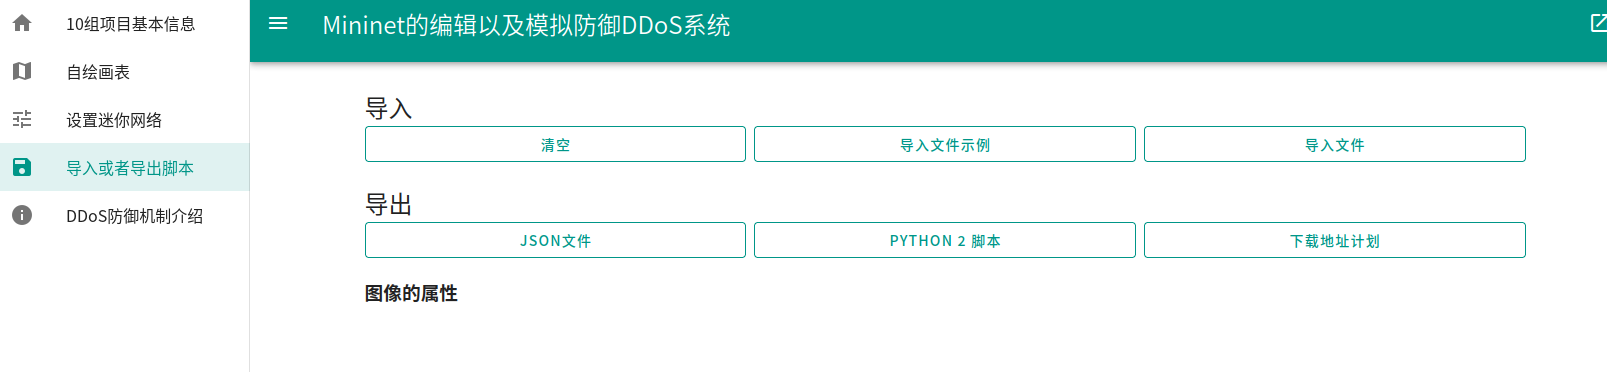 10组项目基本信息
自绘画表
设置迷你网络
导入或者导出脚本
DDoS防御机制介绍
Mininet的编辑以及模拟防御DDoS系统
导入
清空
导入文件示例
导入文件
导出
JSON文件
PYTHON 2 脚本
下载地址计划
图像的属性